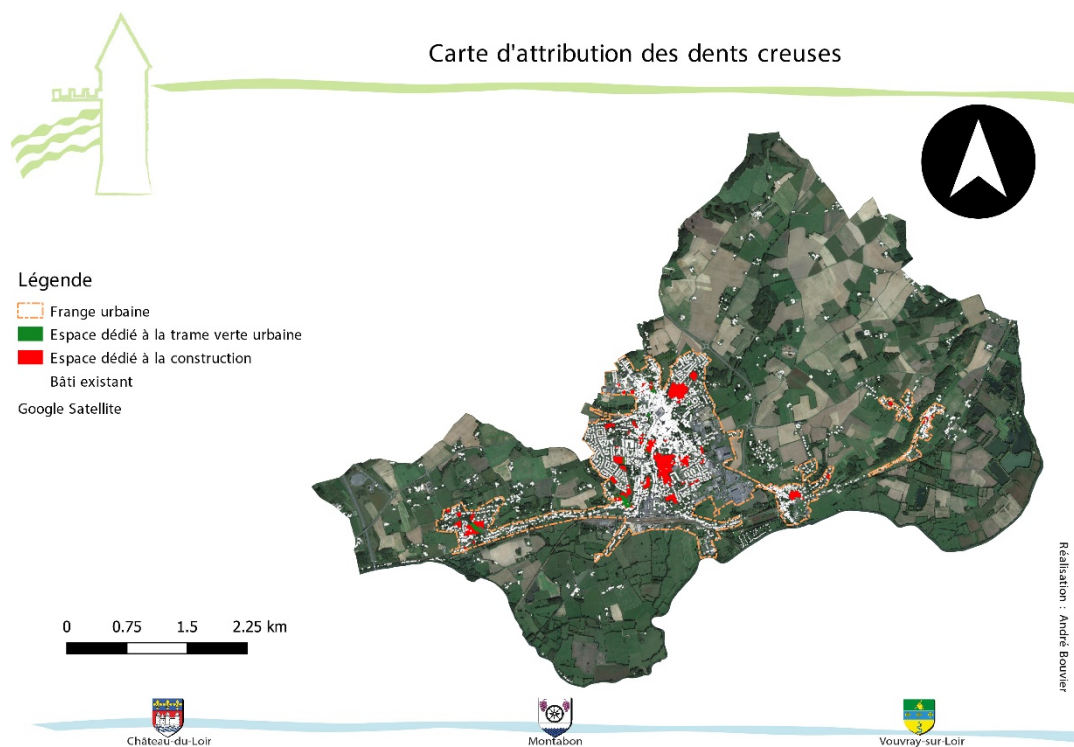 Carte d'attribution des dents creuses
Légende
Frange urbaine
Espace dédié à la trame verte urbaine
Espace dédié à la construction
Bâti existant
Google Satellite
0 0.75 1.5 2.25 km
Réalisation : André Bouvier
Château-du-Loir
Montabon
Vouvray-sur-Loir